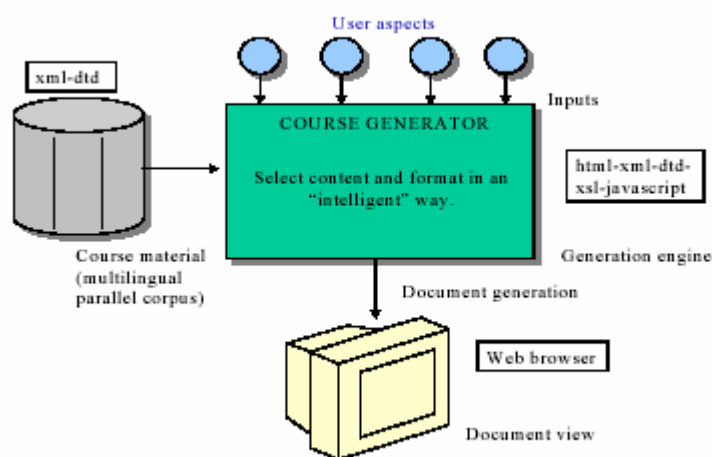 User aspects
xml-dtd
Inputs
COURSE GENERATOR
Select content and format in an
“intelligent” way.
html-xml-dtd-
xsl-javascript
Course material
(multilingual
parallel corpus)
Generation engine
Document generation
Web browser
Document view